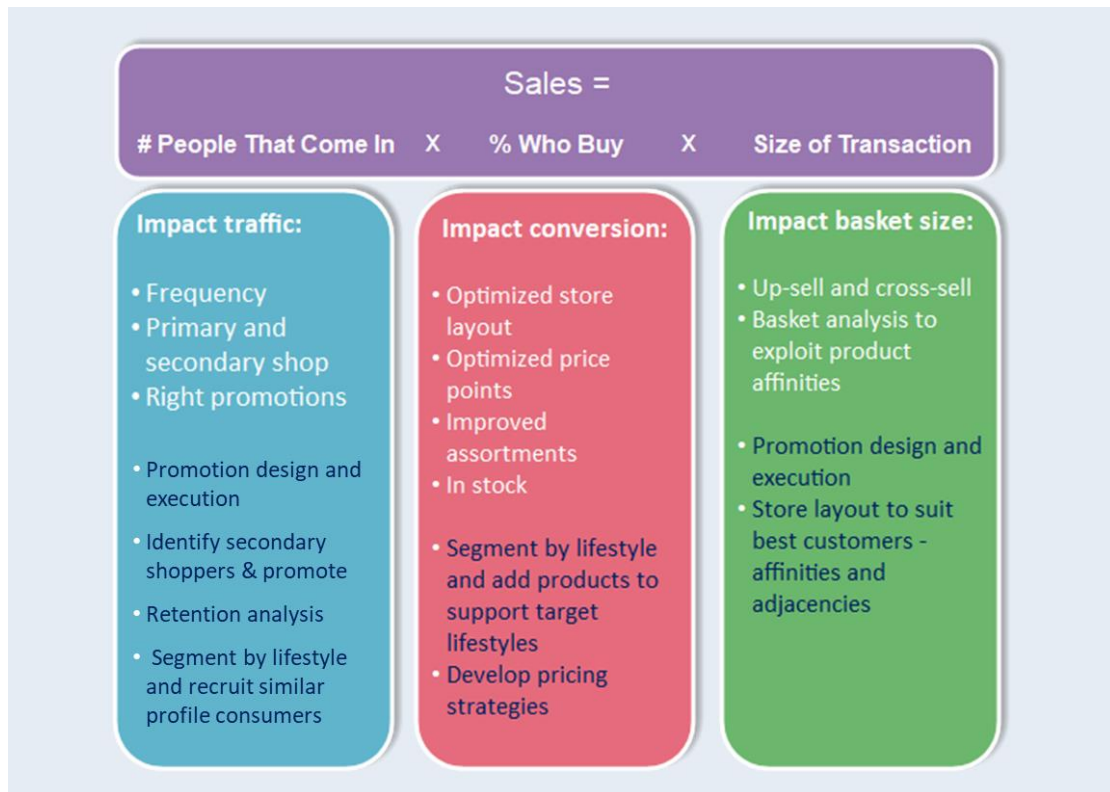 Sales =
# People That Come In X % Who Buy X Size of Transaction
Impact traffic:
• Frequency
• Primary and
secondary shop
• Right promotions
• Promotion design and
execution
• Identify secondary
shoppers & promote
• Retention analysis
• Segment by lifestyle
and recruit similar
profile consumers
Impact conversion:
• Optimized store
layout
• Optimized price
points
• Improved
assortments
• In stock
• Segment by lifestyle
and add products to
support target
lifestyles
• Develop pricing
strategies
Impact basket size:
• Up-sell and cross-sell
• Basket analysis to
exploit product
affinities
• Promotion design and
execution
• Store layout to suit
best customers -
affinities and
adjacencies